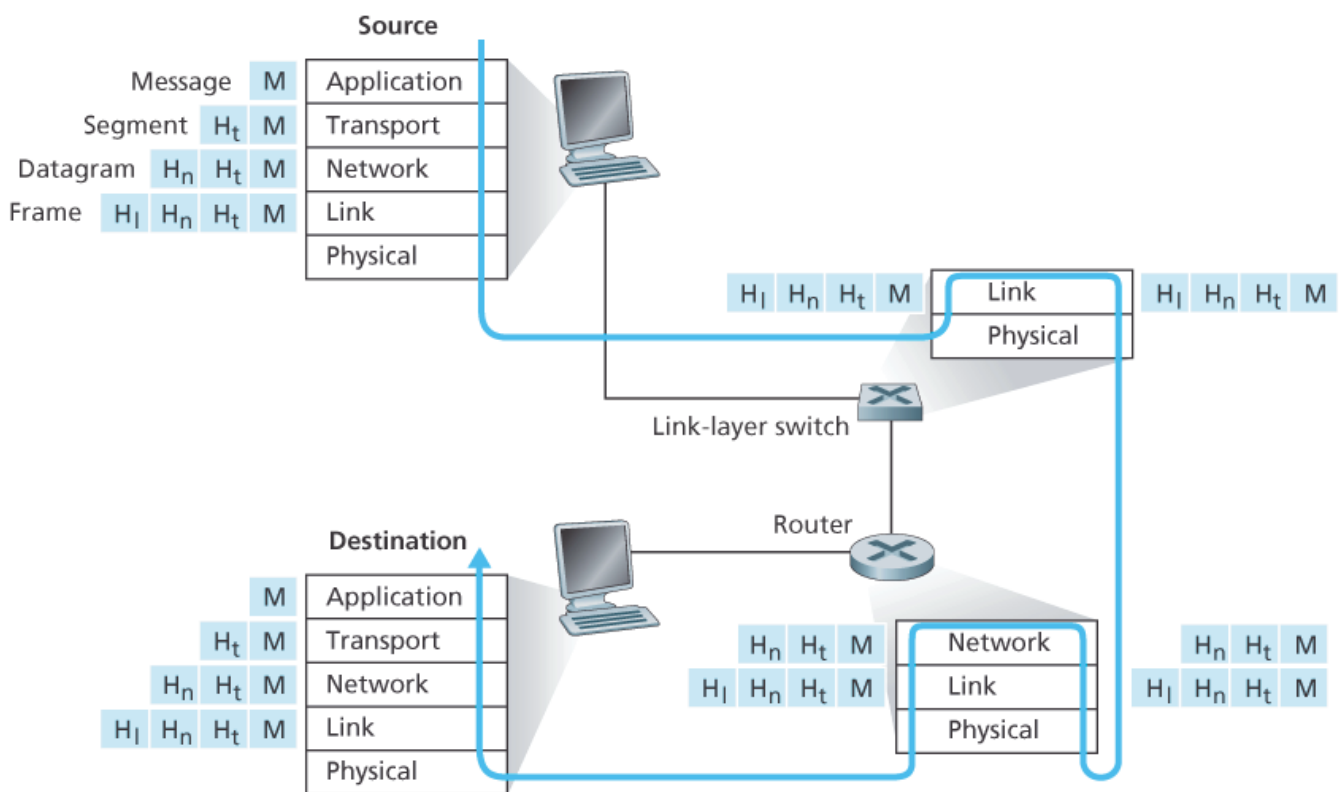 Source
Message M Application
Segment Ht M Transport
Datagram Hn Ht M Network
Frame Hl Hn Ht M Link
Physical
Hl Hn Ht M Link Hl Hn Ht M
Physical
Link-layer switch
Router
Destination
M Application
Ht M Transport
Hn Ht M Network
Hl Hn Ht M Link
Physical
Hn Ht M Network Hn Ht M
Hl Hn Ht M Link Hl Hn Ht M
Physical